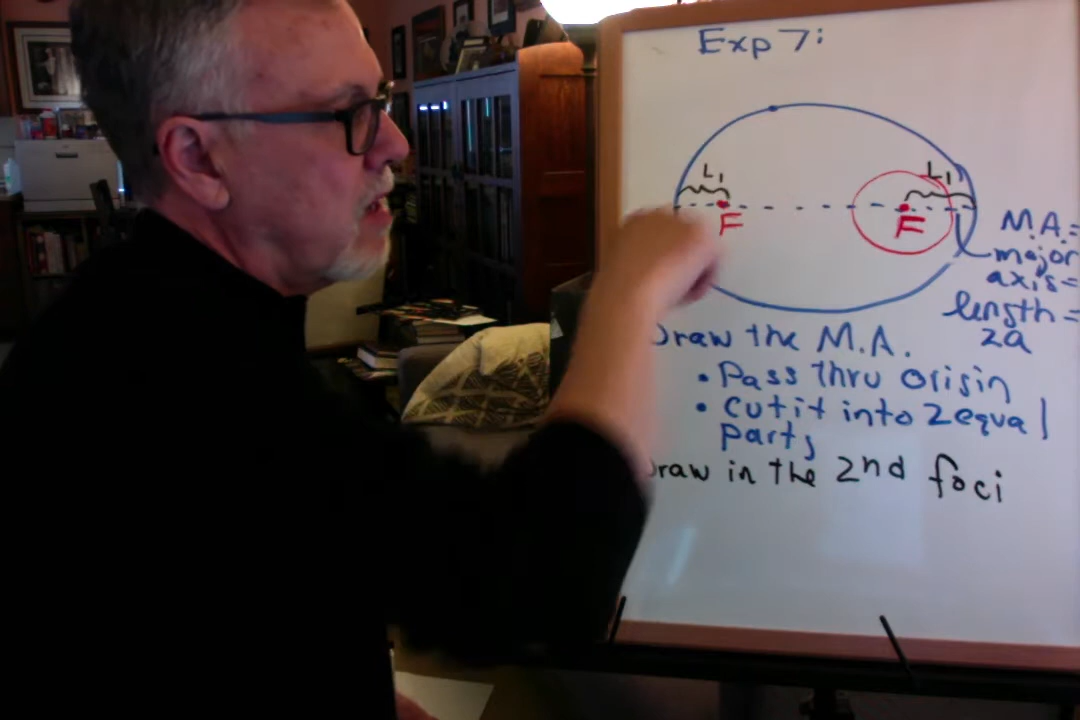 Exp 7:
L1 L1
F F
M.A.=
major
axis=
length=
2a
Draw the M.A.
• Pass thru origin
• cut it into 2 equal
parts
Draw in the 2nd foci